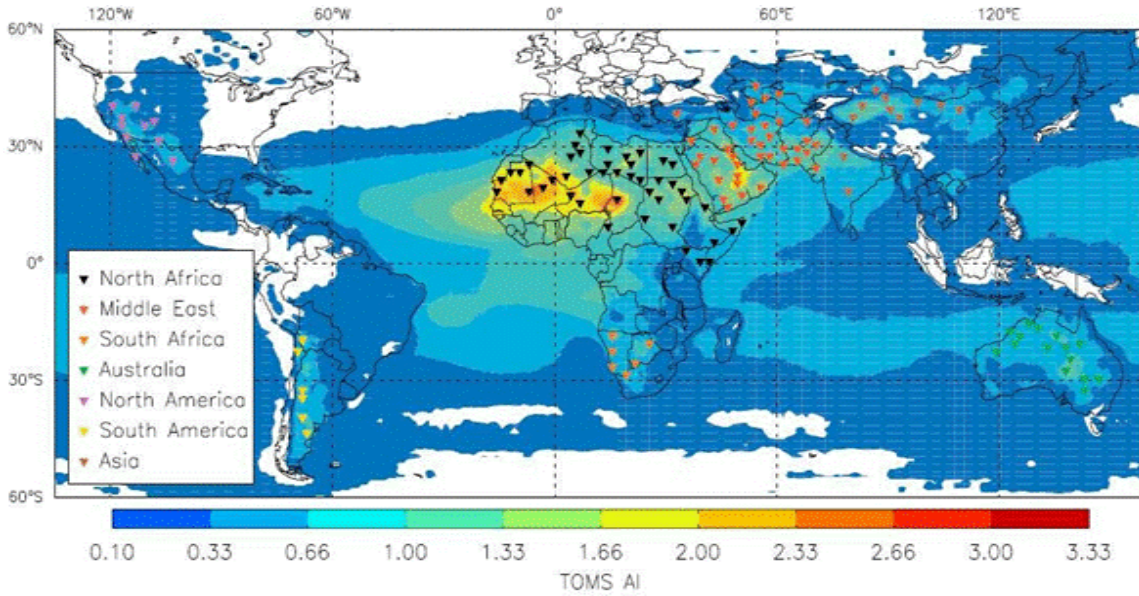 120°W 60°W 0° 60°E 120°E
60°N
30°N
0°
30°S
60°S
North Africa
Middle East
South Africa
Australia
North America
South America
Asia
0.10 0.33 0.66 1.00 1.33 1.66 2.00 2.33 2.66 3.00 3.33
TOMS AI